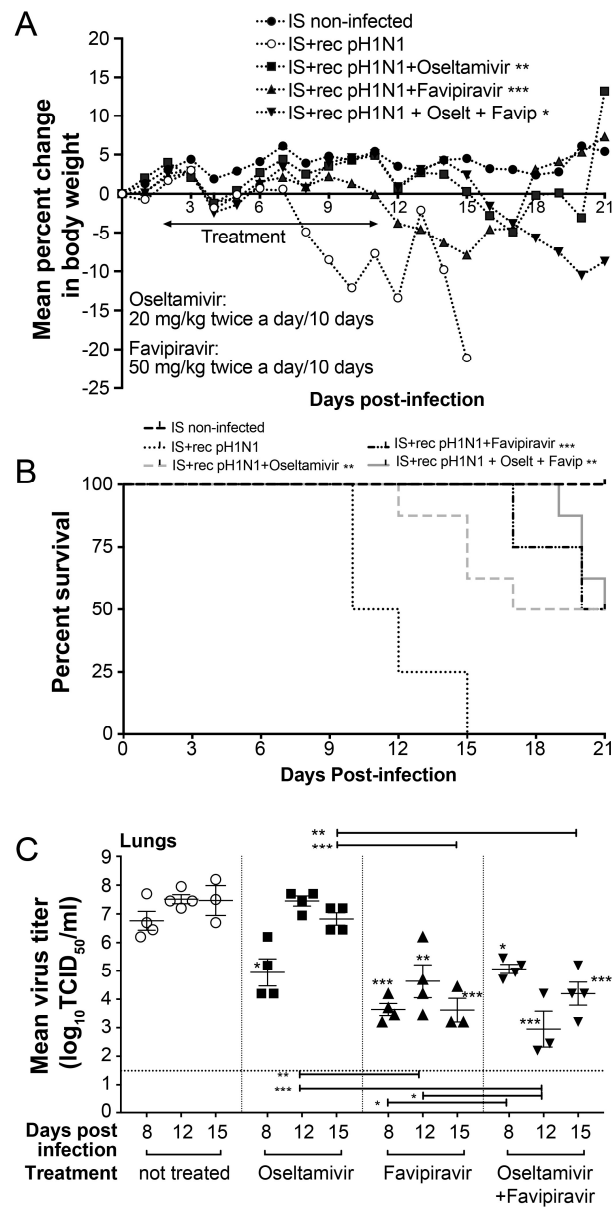 A
IS non-infected
IS+rec pH1N1
IS+rec pH1N1+Oseltamivir **
IS+rec pH1N1+Favipiravir ***
IS+rec pH1N1 + Oselt + Favip *
Mean percent change
in body weight
20
15
10
5
0
-5
-10
-15
-20
-25
0 3 6 9 12 15 18 21
Treatment
Oseltamivir:
20 mg/kg twice a day/10 days
Favipiravir:
50 mg/kg twice a day/10 days
Days post-infection
B
IS non-infected
IS+rec pH1N1
IS+rec pH1N1+Oseltamivir **
IS+rec pH1N1+Favipiravir ***
IS+rec pH1N1 + Oselt + Favip **
Percent survival
100
75
50
25
0
0 3 6 9 12 15 18 21
Days Post-infection
C
Lungs
Mean virus titer
(log10 TCID50/ml)
9
8
7
6
5
4
3
2
1
0
**
***
*
***
**
***
*
***
***
**
***
*
*
Days post
infection
8 12 15 8 12 15 8 12 15 8 12 15
Treatment
not treated
Oseltamivir
Favipiravir
Oseltamivir
+Favipiravir